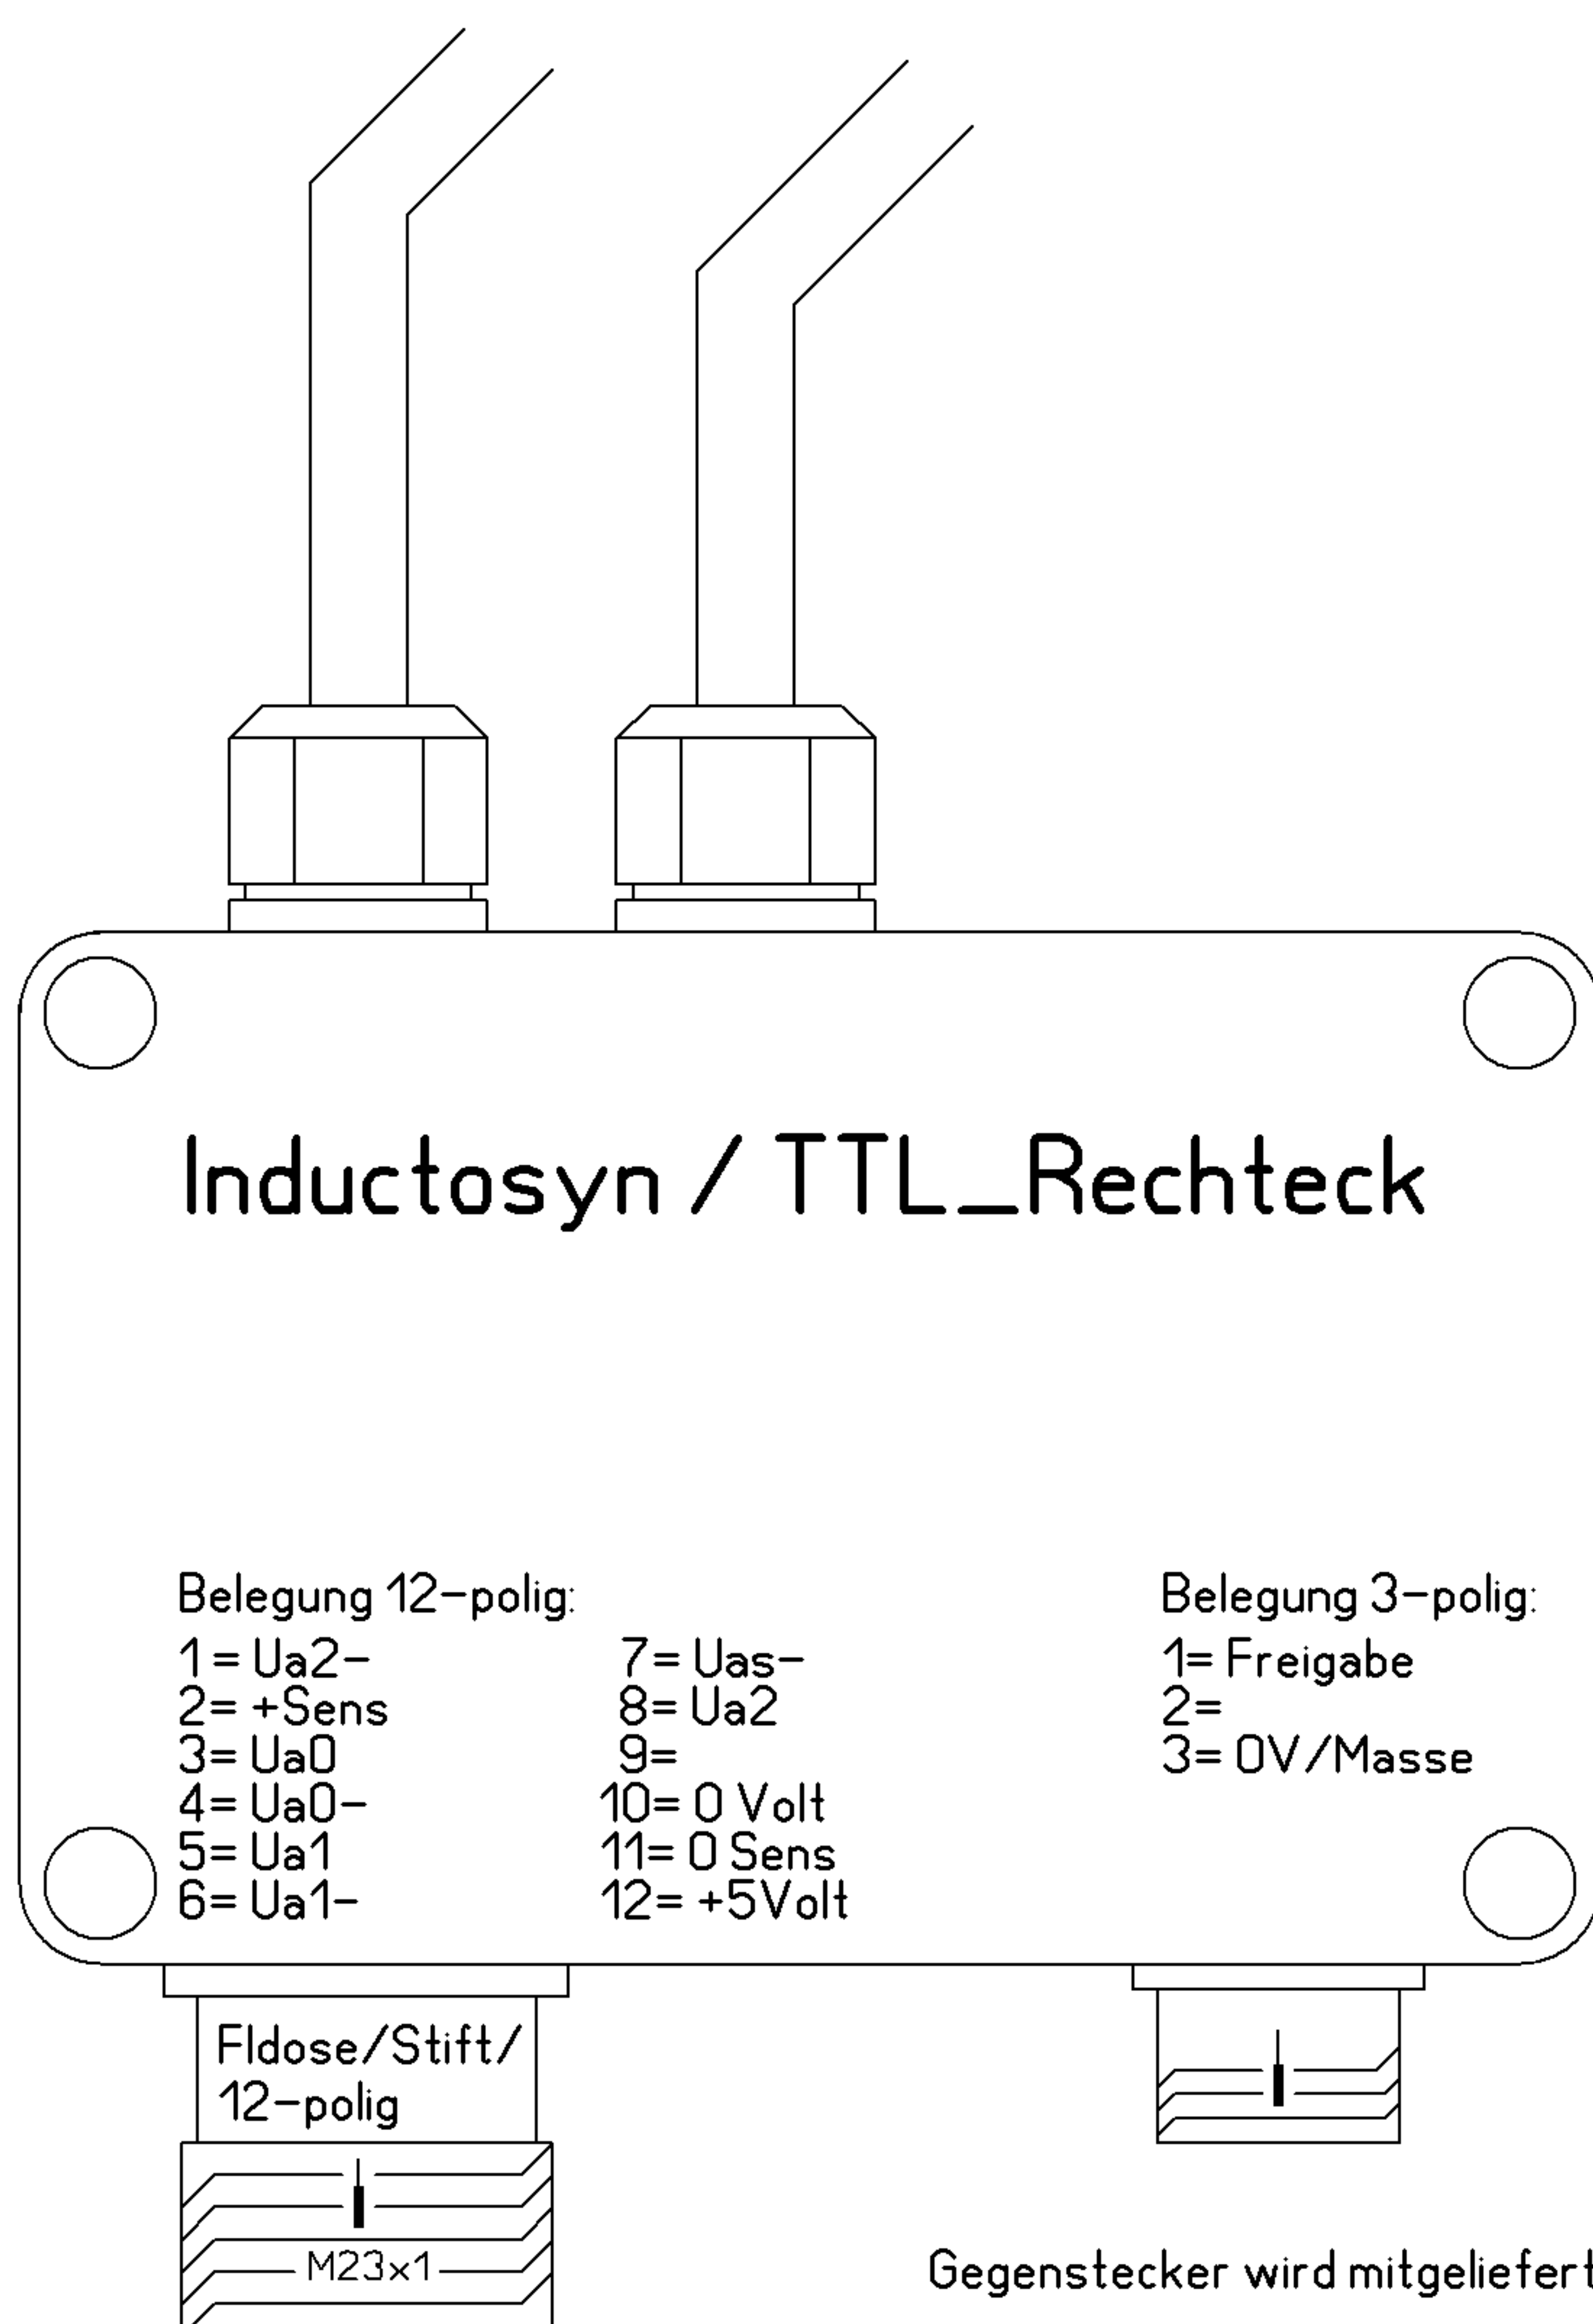 Inductosyn / TTL_Rechteck
Belegung 12-polig:
1= Ua2-
2= +Sens
3= Ua0
4= Ua0-
5= Ua1
6= Ua1-
7= Uas-
8= Ua2
9=
10= 0 Volt
11= 0 Sens
12= +5Volt
Belegung 3-polig:
1= Freigabe
2=
3= 0V/Masse
Fldose/Stift/
12-polig
M23x1
Gegenstecker wird mitgeliefert